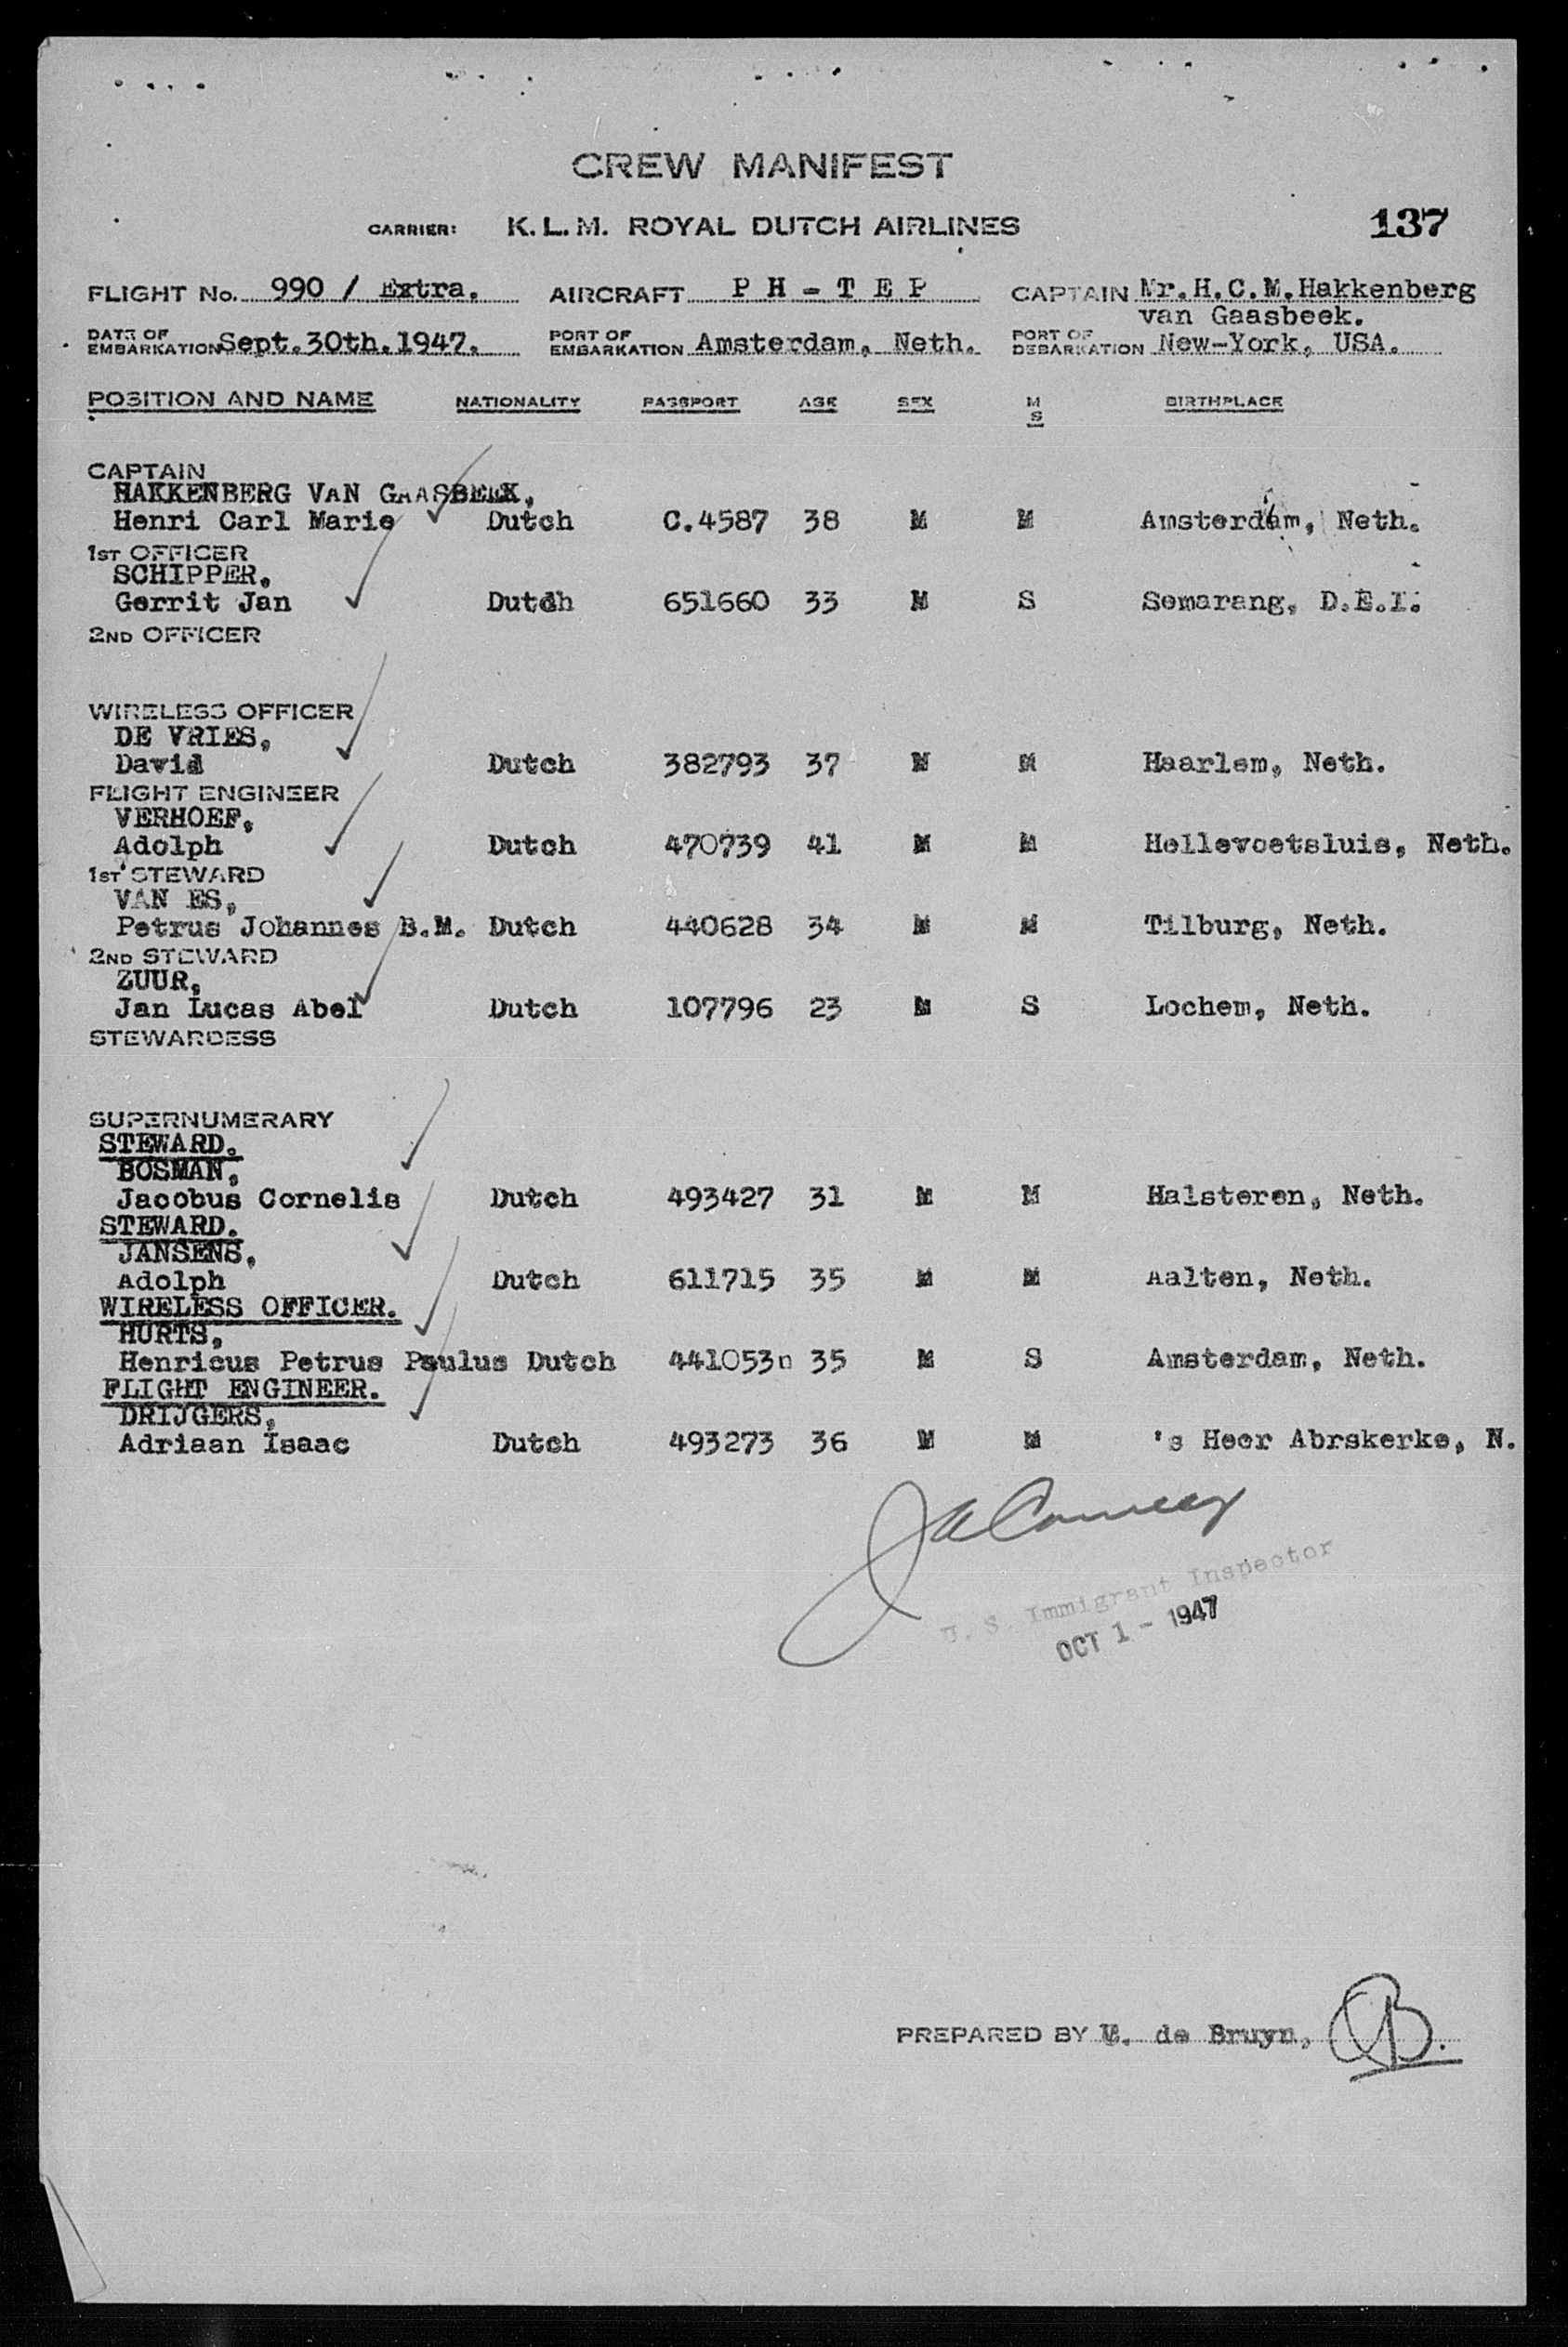 CREW MANIFEST
CARRIER: K.L.M. ROYAL DUTCH AIRLINES 137
FLIGHT No. 990 / Extra. AIRCRAFT P H - T E P CAPTAIN Mr.H.C.M.Hakkenberg
van Gaasbeek.
DATE OF EMBARKATION Sept.30th.1947. PORT OF EMBARKATION Amsterdam, Neth. PORT OF DEBARKATION New-York, USA.
POSITION AND NAME NATIONALITY PASSPORT AGE SEX M S BIRTHPLACE
CAPTAIN
HAKKENBERG VAN GAASBEEK,
Henri Carl Marie Dutch C.4587 38 M M Amsterdam, Neth.
1ST OFFICER
SCHIPPER.
Gerrit Jan Dutch 651660 33 M S Semarang, D.E.I.
2ND OFFICER
WIRELESS OFFICER
DE VRIES,
David Dutch 382793 37 M M Haarlem, Neth.
FLIGHT ENGINEER
VERHOEF,
Adolph Dutch 470739 41 M M Hellevoetsluis, Neth.
1ST STEWARD
VAN ES,
Petrus Johannes B.M. Dutch 440628 34 M M Tilburg, Neth.
2ND STEWARD
ZUUR,
Jan Lucas Abel Dutch 107796 23 M S Lochem, Neth.
STEWARDESS
SUPERNUMERARY
STEWARD.
BOSMAN,
Jacobus Cornelis Dutch 493427 31 M M Halsteren, Neth.
STEWARD.
JANSENS,
Adolph Dutch 611715 35 M M Aalten, Neth.
WIRELESS OFFICER.
HURTS,
Henricus Petrus Paulus Dutch 441053n 35 M S Amsterdam, Neth.
FLIGHT ENGINEER.
DRIJGERS,
Adriaan Isaac Dutch 493273 36 M M 's Heer Abrskerke, N.
U. S. Immigrant Inspector
OCT 1 - 1947
PREPARED BY de Bruyn, B.